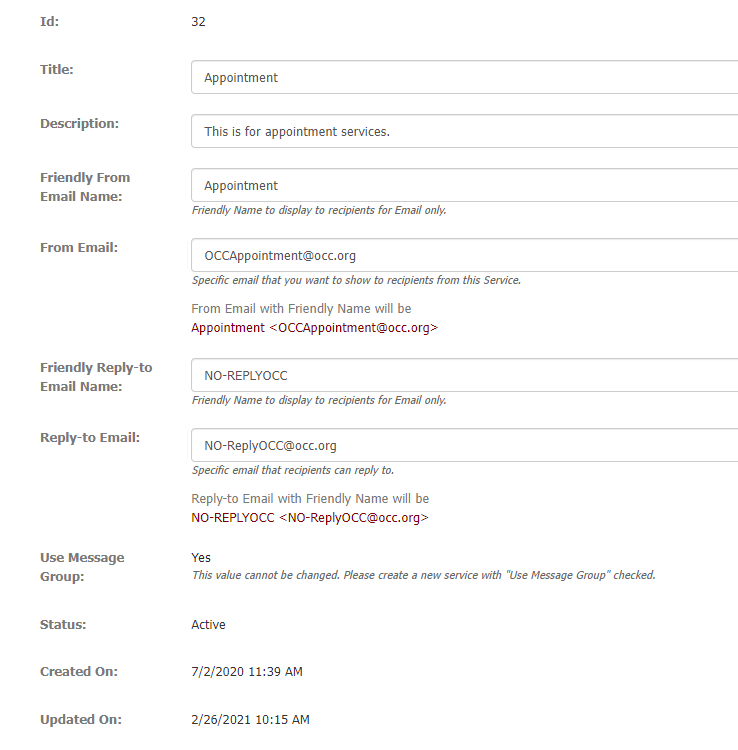 Id: 32
Title: Appointment
Description: This is for appointment services.
Friendly From
Email Name:
Appointment
Friendly Name to display to recipients for Email only.
From Email: OCCAppointment@occ.org
Specific email that you want to show to recipients from this Service.
From Email with Friendly Name will be
Appointment <OCCAppointment@occ.org>
Friendly Reply-to
Email Name:
NO-REPLYOCC
Friendly Name to display to recipients for Email only.
Reply-to Email: NO-ReplyOCC@occ.org
Specific email that recipients can reply to.
Reply-to Email with Friendly Name will be
NO-REPLYOCC <NO-ReplyOCC@occ.org>
Use Message
Group:
Yes
This value cannot be changed. Please create a new service with "Use Message Group" checked.
Status: Active
Created On: 7/2/2020 11:39 AM
Updated On: 2/26/2021 10:15 AM